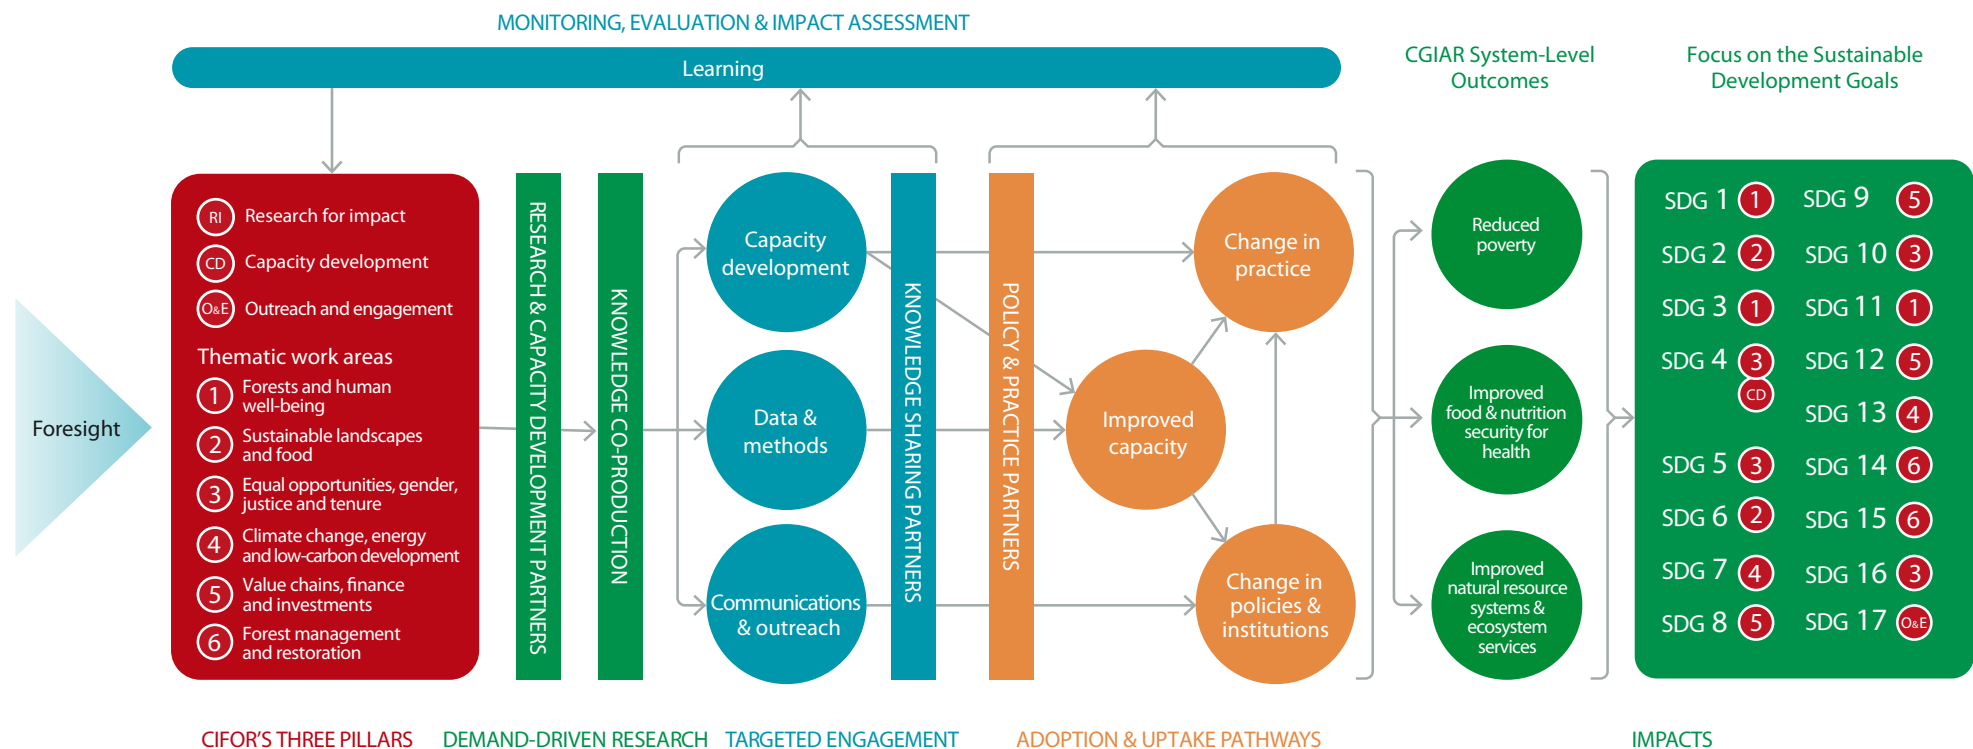 MONITORING, EVALUATION & IMPACT ASSESSMENT
Learning
CGIAR System-Level
Outcomes
Focus on the Sustainable
Development Goals
Foresight
RI Research for impact
CD Capacity development
O&E Outreach and engagement
Thematic work areas
1 Forests and human
well-being
2 Sustainable landscapes
and food
3 Equal opportunities, gender,
justice and tenure
4 Climate change, energy
and low-carbon development
5 Value chains, finance
and investments
6 Forest management
and restoration
RESEARCH & CAPACITY DEVELOPMENT PARTNERS
KNOWLEDGE CO-PRODUCTION
Capacity
development
Data &
methods
Communications
& outreach
KNOWLEDGE SHARING PARTNERS
POLICY & PRACTICE PARTNERS
Improved
capacity
Change in
practice
Change in
policies &
institutions
Reduced
poverty
Improved
food & nutrition
security for
health
Improved
natural resource
systems &
ecosystem
services
SDG 1 1
SDG 2 2
SDG 3 1
SDG 4 3
CD
SDG 5 3
SDG 6 2
SDG 7 4
SDG 8 5
SDG 9 5
SDG 10 3
SDG 11 1
SDG 12 5
SDG 13 4
SDG 14 6
SDG 15 6
SDG 16 3
SDG 17 O&E
CIFOR'S THREE PILLARS
DEMAND-DRIVEN RESEARCH
TARGETED ENGAGEMENT
ADOPTION & UPTAKE PATHWAYS
IMPACTS